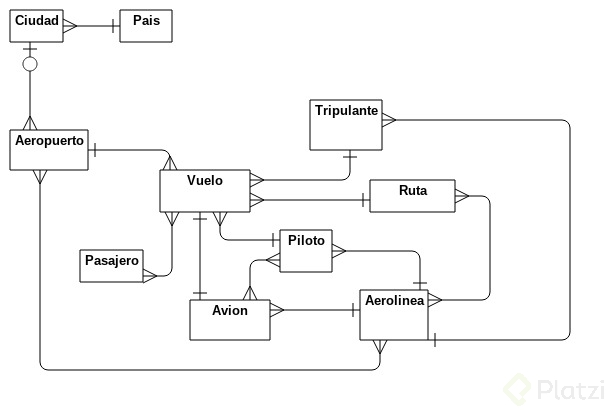 Ciudad
Pais
Tripulante
Aeropuerto
Vuelo
Ruta
Piloto
Pasajero
Avion
Aerolinea
Platzi